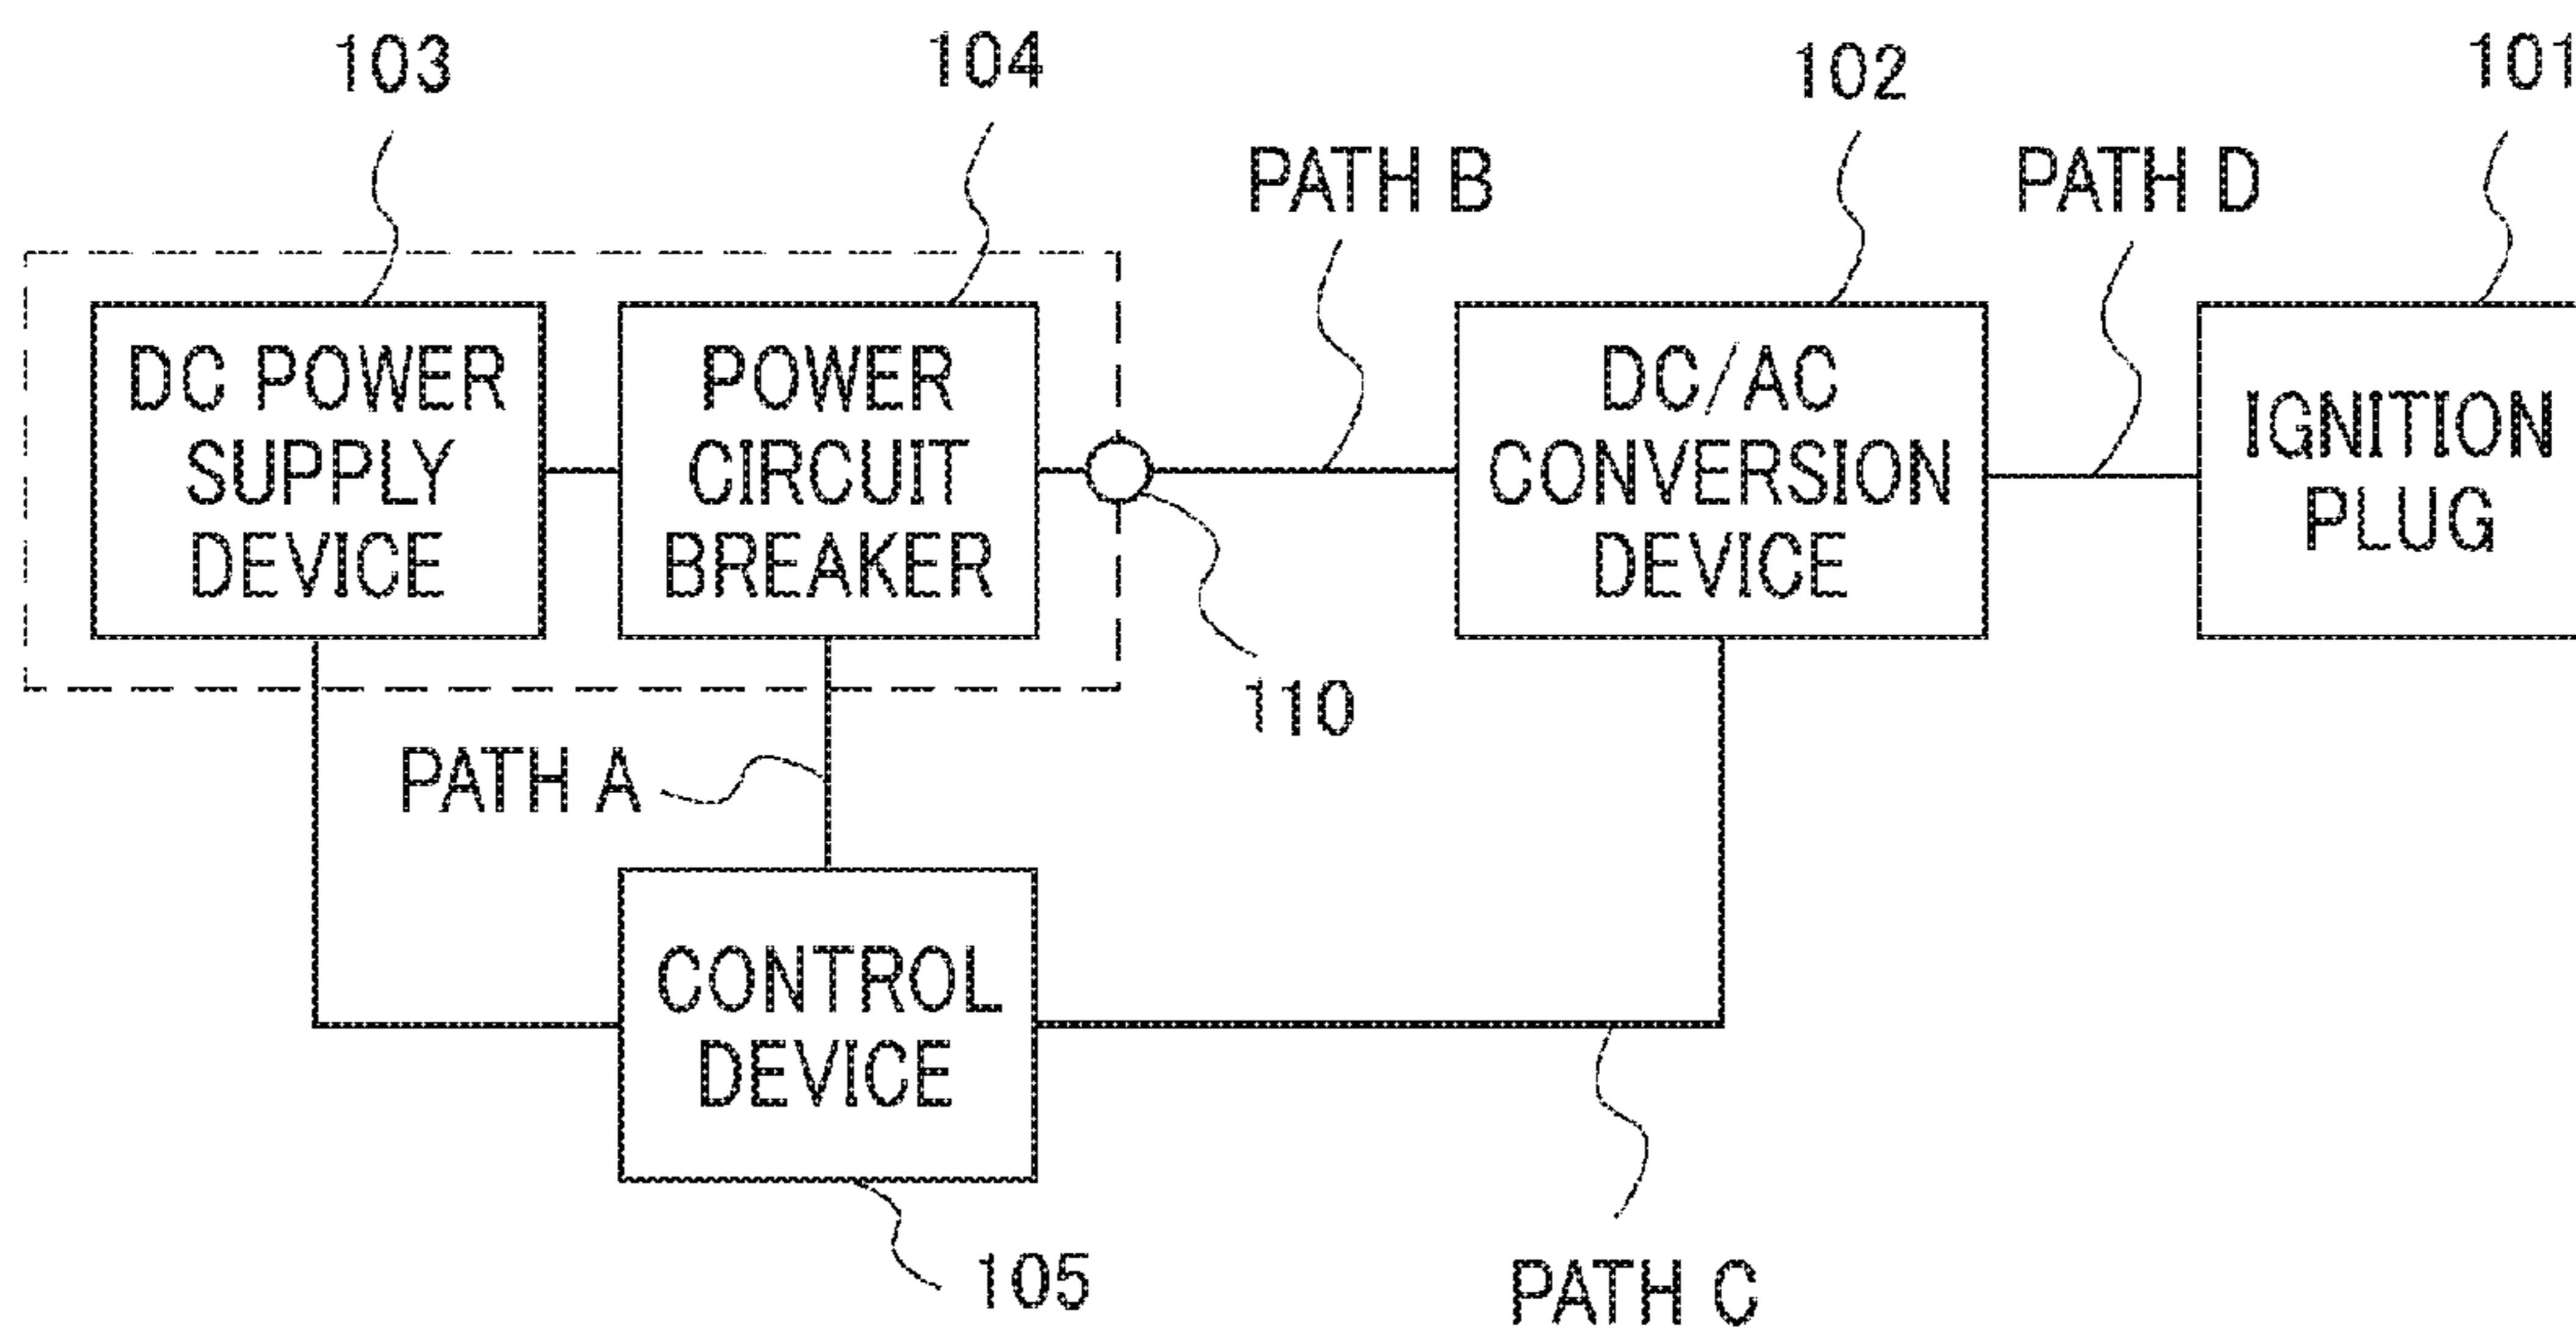 103
104
102
101
PATH B
PATH D
DC POWER
SUPPLY
DEVICE
POWER
CIRCUIT
BREAKER
DC/AC
CONVERSION
DEVICE
IGNITION
PLUG
110
PATH A
CONTROL
DEVICE
105
PATH C